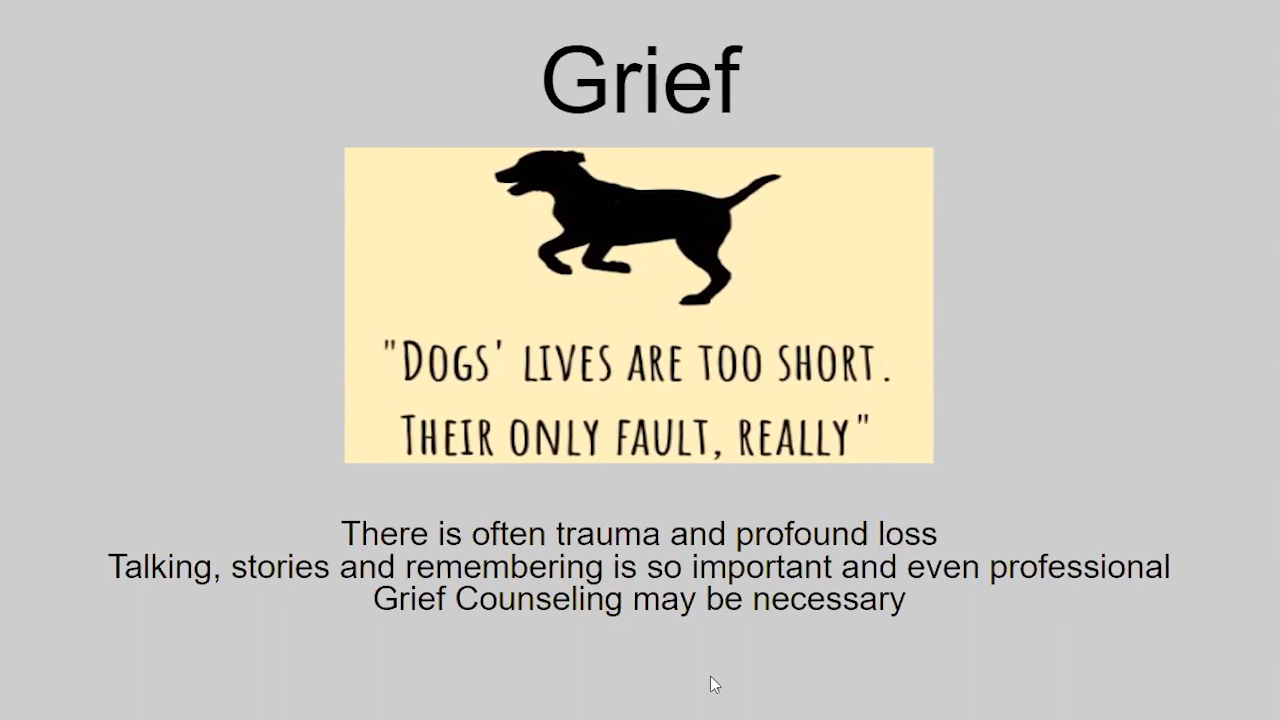 Grief
"Dogs' lives are too short.
Their only fault, really"
There is often trauma and profound loss
Talking, stories and remembering is so important and even professional
Grief Counseling may be necessary